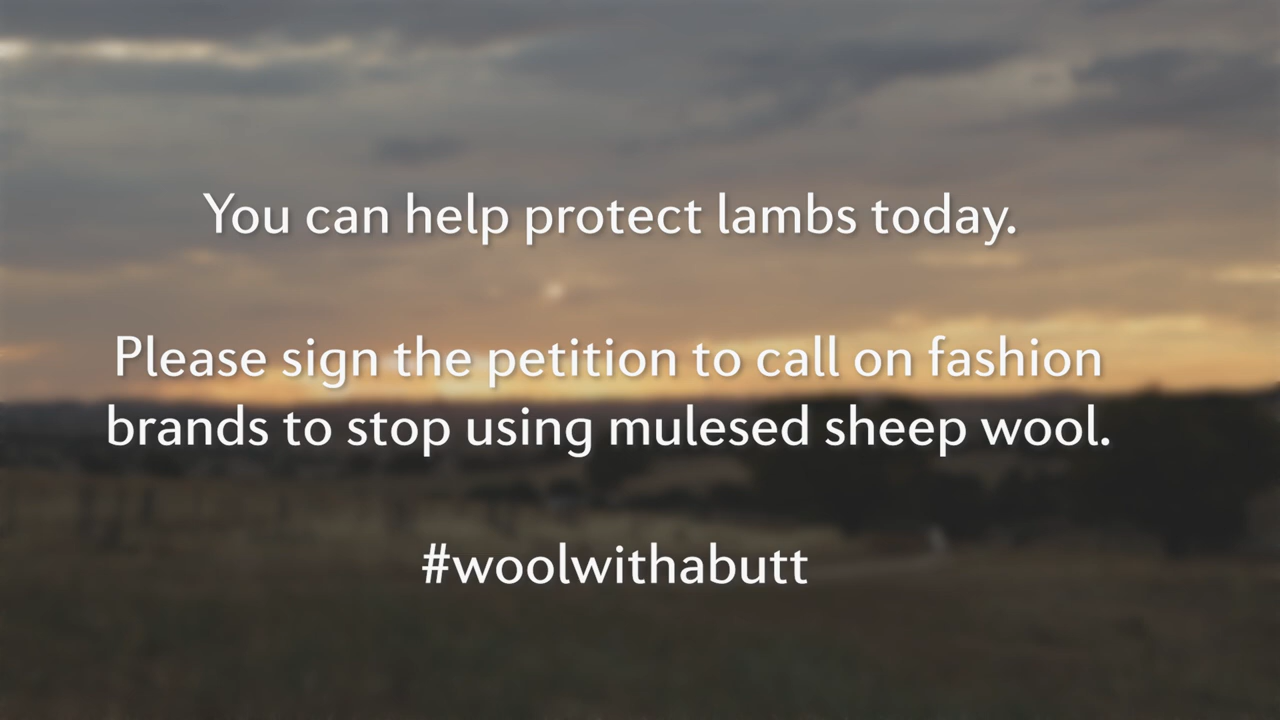 You can help protect lambs today.
Please sign the petition to call on fashion
brands to stop using mulesed sheep wool.
#woolwithabutt